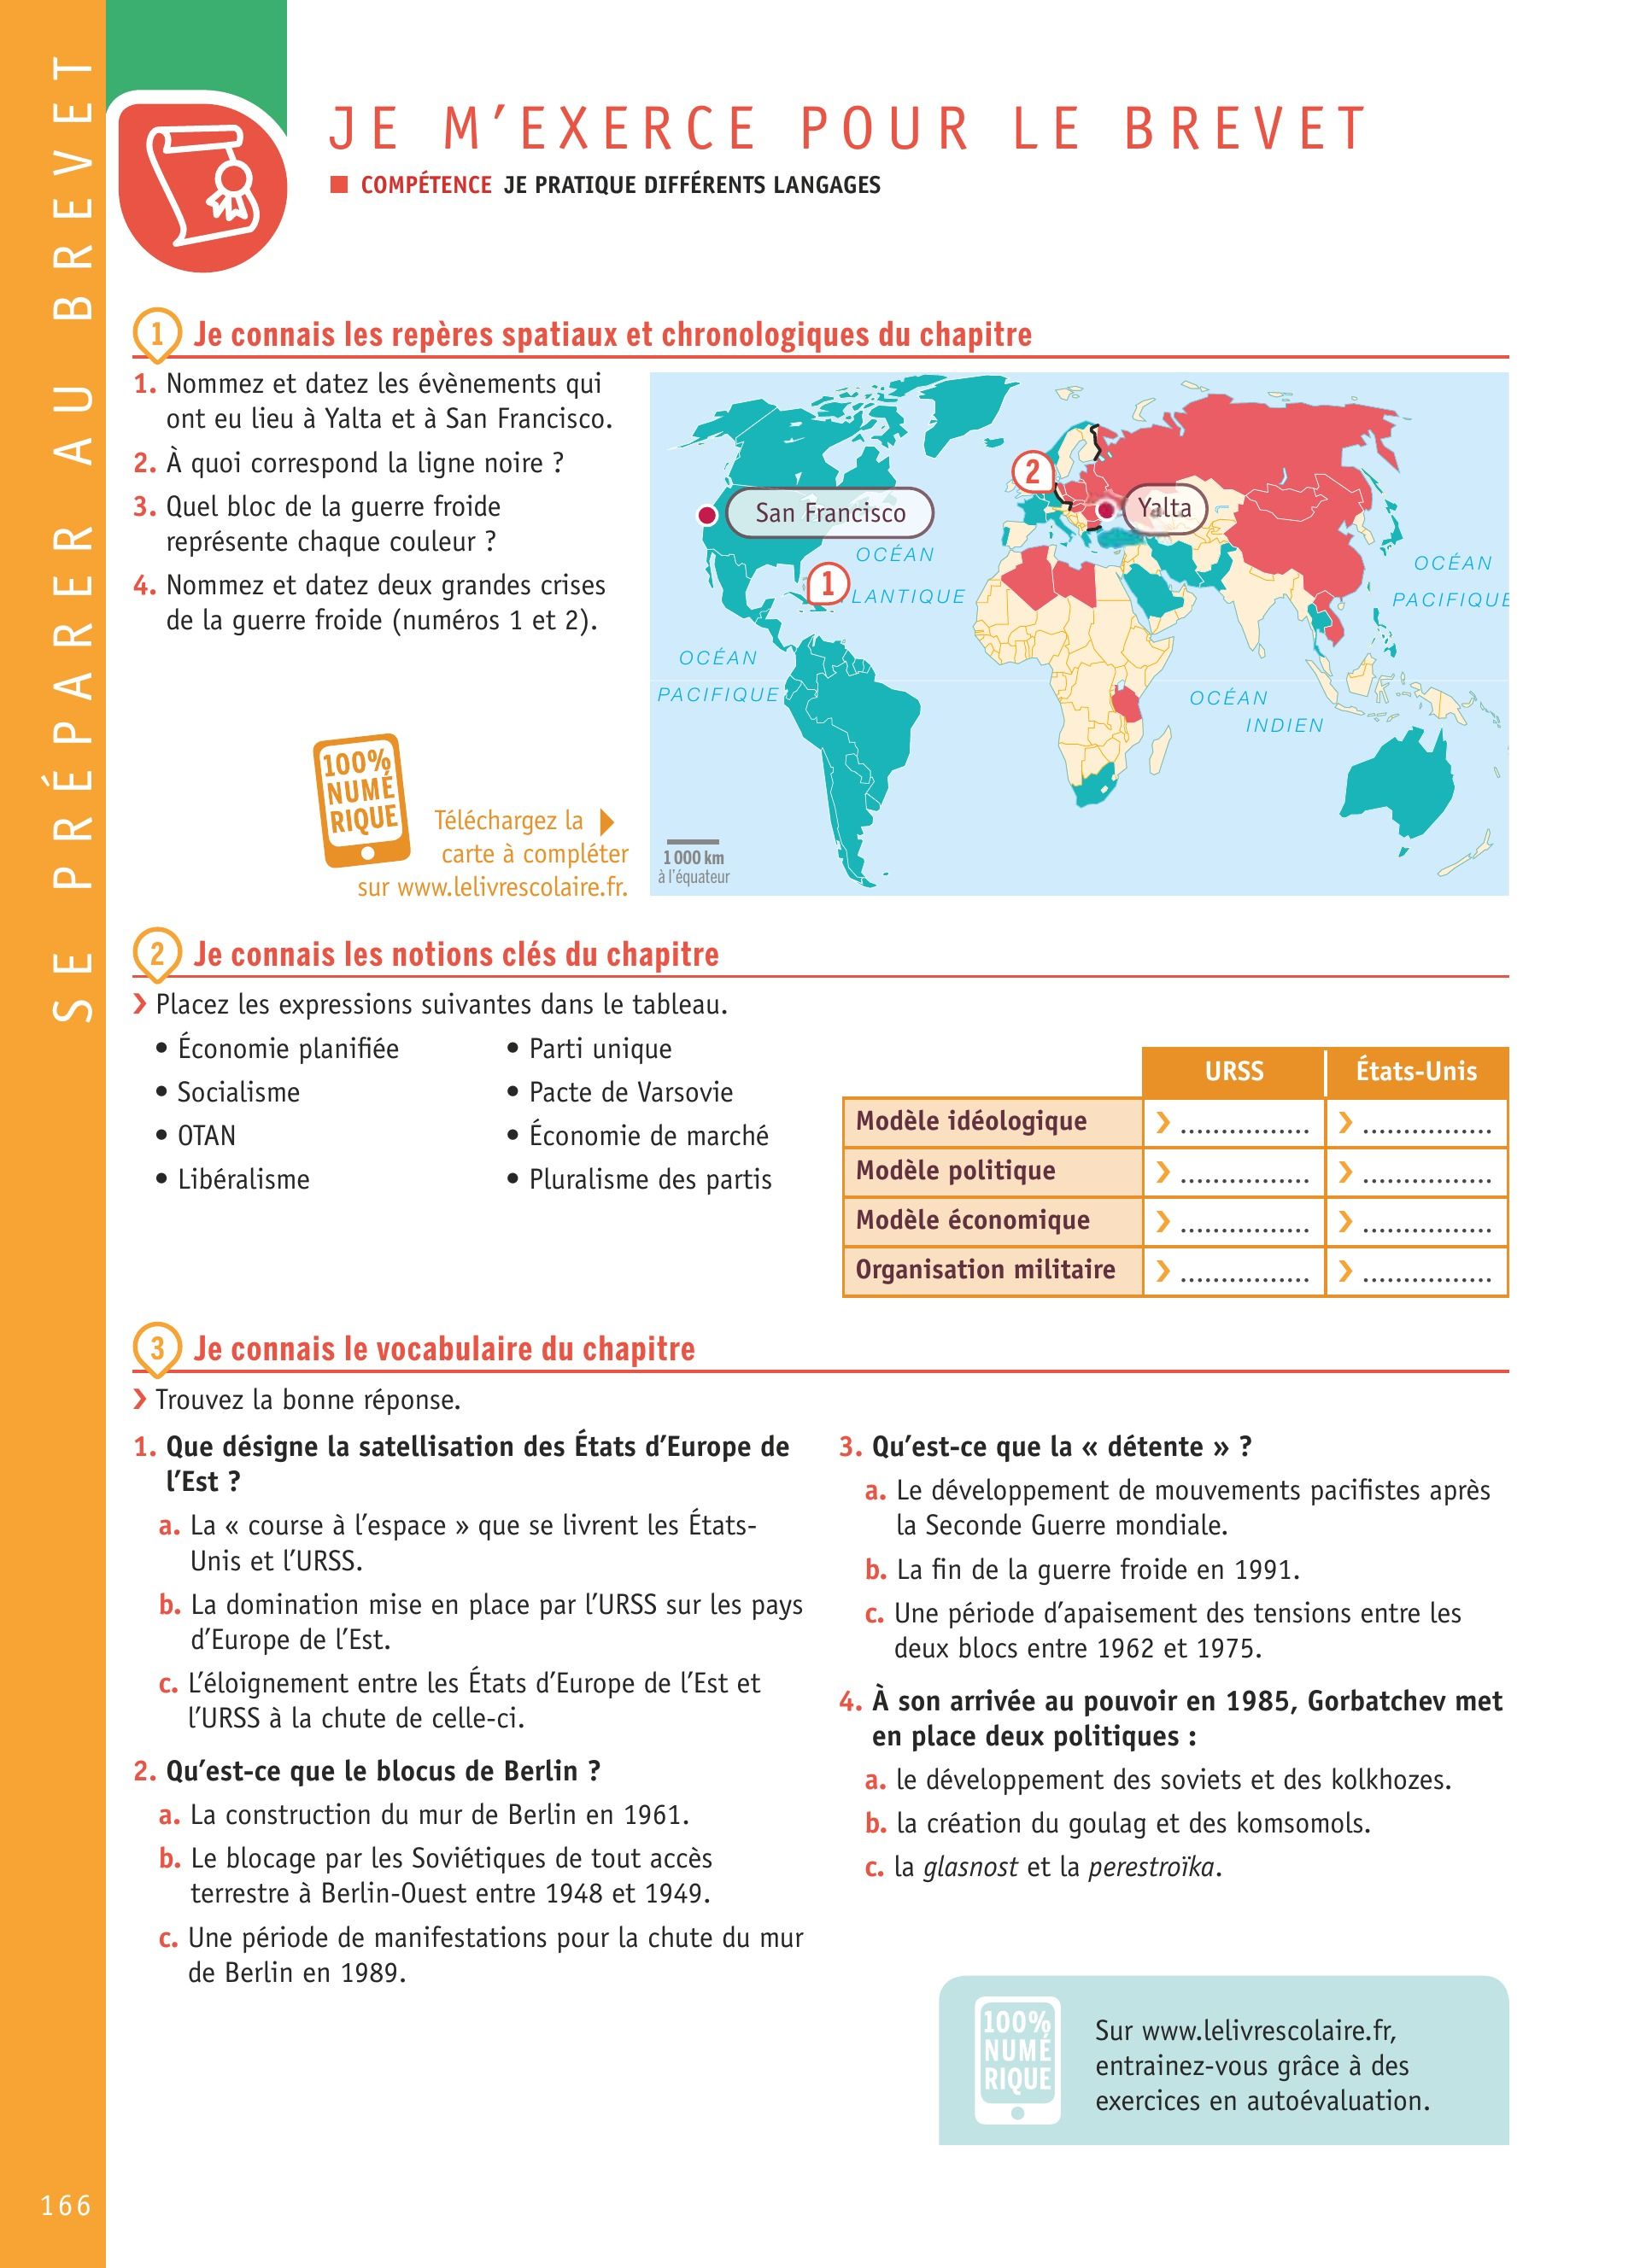 SE PRÉPARER AU BREVET
JE M'EXERCE POUR LE BREVET
COMPÉTENCE JE PRATIQUE DIFFÉRENTS LANGAGES
1 Je connais les repères spatiaux et chronologiques du chapitre
1. Nommez et datez les évènements qui
ont eu lieu à Yalta et à San Francisco.
2. À quoi correspond la ligne noire ?
3. Quel bloc de la guerre froide
représente chaque couleur ?
4. Nommez et datez deux grandes crises
de la guerre froide (numéros 1 et 2).
100%
NUMÉ
RIQUE
Téléchargez la
carte à compléter
sur www.lelivrescolaire.fr.
2
San Francisco
Yalta
OCÉAN
1
LANTIQUE
OCÉAN
PACIFIQUE
OCÉAN
PACIFIQUE
OCÉAN
INDIEN
1 000 km
à l'équateur
2 Je connais les notions clés du chapitre
› Placez les expressions suivantes dans le tableau.
• Économie planifiée
• Socialisme
• OTAN
• Libéralisme
• Parti unique
• Pacte de Varsovie
• Économie de marché
• Pluralisme des partis
URSS États-Unis
Modèle idéologique › ................ › ................
Modèle politique › ................ › ................
Modèle économique › ................ › ................
Organisation militaire › ................ › ................
3 Je connais le vocabulaire du chapitre
› Trouvez la bonne réponse.
1. Que désigne la satellisation des États d'Europe de
l'Est ?
a. La « course à l'espace » que se livrent les États-
Unis et l'URSS.
b. La domination mise en place par l'URSS sur les pays
d'Europe de l'Est.
c. L'éloignement entre les États d'Europe de l'Est et
l'URSS à la chute de celle-ci.
2. Qu'est-ce que le blocus de Berlin ?
a. La construction du mur de Berlin en 1961.
b. Le blocage par les Soviétiques de tout accès
terrestre à Berlin-Ouest entre 1948 et 1949.
c. Une période de manifestations pour la chute du mur
de Berlin en 1989.
3. Qu'est-ce que la « détente » ?
a. Le développement de mouvements pacifistes après
la Seconde Guerre mondiale.
b. La fin de la guerre froide en 1991.
c. Une période d'apaisement des tensions entre les
deux blocs entre 1962 et 1975.
4. À son arrivée au pouvoir en 1985, Gorbatchev met
en place deux politiques :
a. le développement des soviets et des kolkhozes.
b. la création du goulag et des komsomols.
c. la glasnost et la perestroïka.
100%
NUMÉ
RIQUE
Sur www.lelivrescolaire.fr,
entrainez-vous grâce à des
exercices en autoévaluation.
166